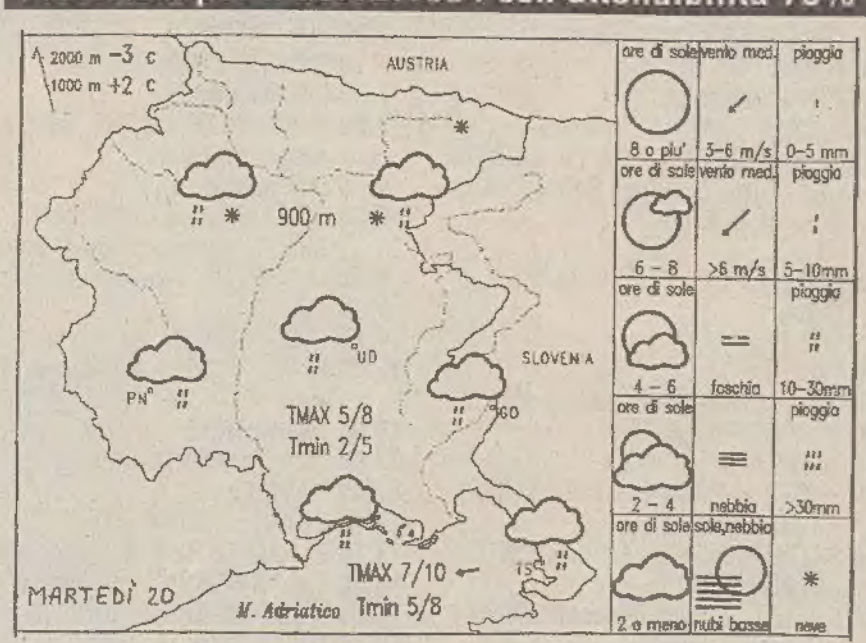 70%
2000 m -3 c
1000 m +2 c
AUSTRIA
900 m
PN
UD
SLOVENIA
GO
TMAX 5/8
Tmin 2/5
TS
TMAX 7/10
Tmin 5/8
M. Adriatico
MARTEDÌ 20
ore di sole vento med. pioggia
8 o piu' 3-6 m/s 0-5 mm
ore di sole vento med. pioggia
6 - 8 >6 m/s 5-10mm
ore di sole pioggia
4 - 6 foschia 10-30mm
ore di sole pioggia
2 - 4 nebbia >30mm
ore di sole sole,nebbia
2 o meno nubi basse neve